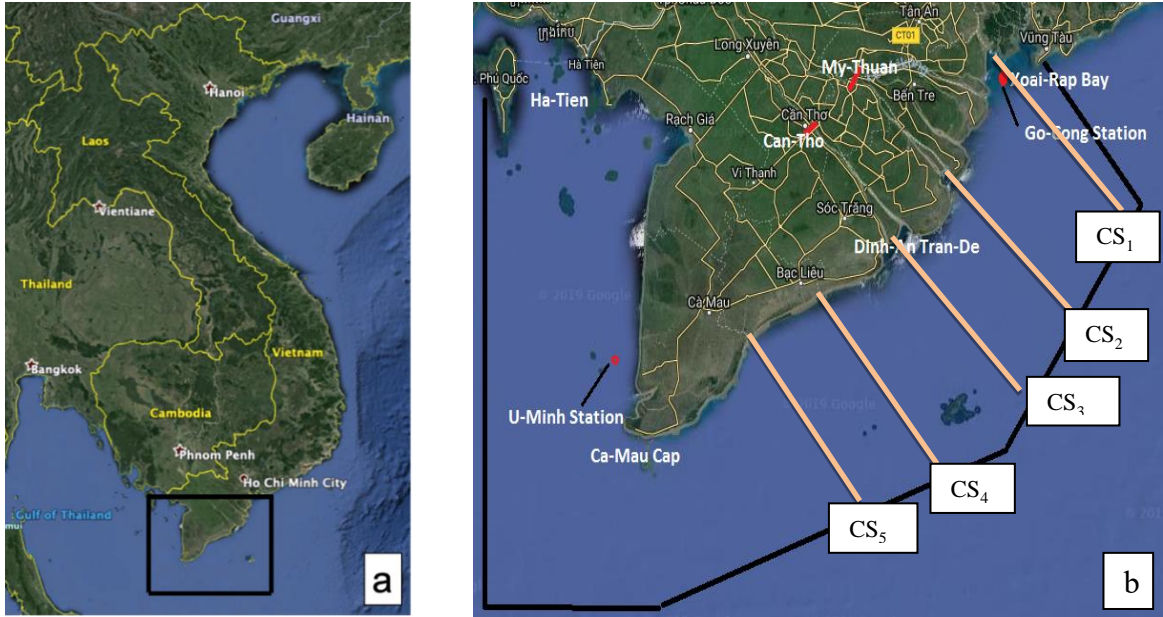 Guangxi
Hanoi
Hainan
Laos
Vientiane
Thailand
Vietnam
Bangkok
Cambodia
Phnom Penh
Ho Chi Minh City
Gulf of Thailand
mui
a
Tân An
CT01
Vũng Tàu
Long Xuyên
Hà Tiên
Phú Quốc
My-Thuan
Xoai-Rap Bay
Ha-Tien
Bến Tre
Rạch Giá
Cần Thơ
Go-Cong Station
Can-Tho
Vi Thanh
Sóc Trăng
CS1
Dinh-An Tran-De
Bạc Liêu
© 2019 Google
Cà Mau
CS2
2019 Google
CS3
U-Minh Station
Ca-Mau Cap
CS4
© 201
CS5
b